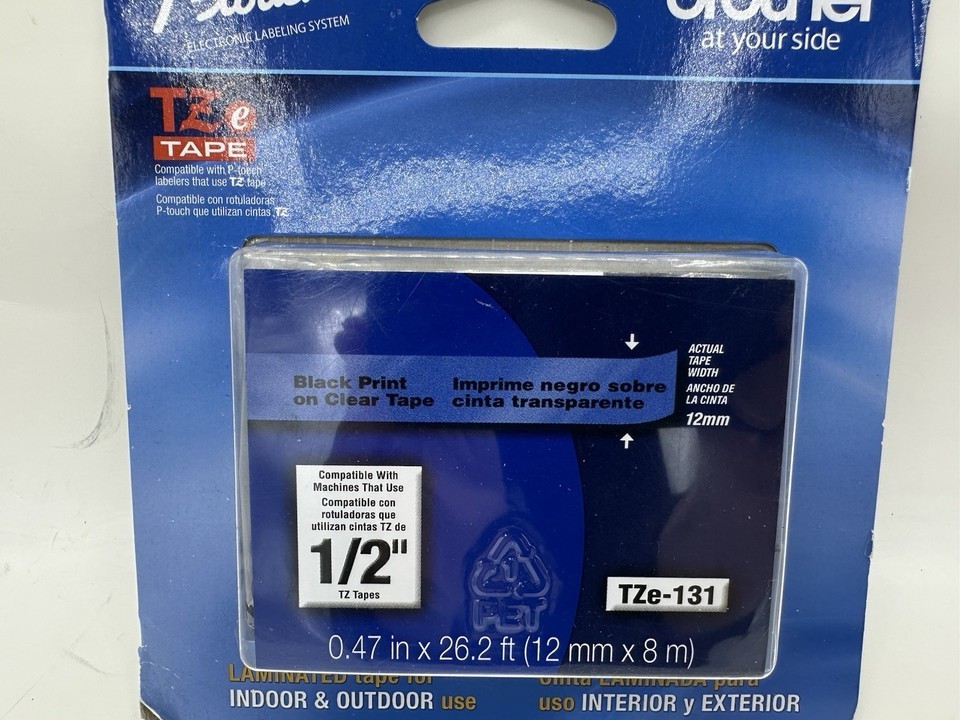 ELECTRONIC LABELING SYSTEM
brother
at your side
TZe
TAPE
Compatible with P-touch
labelers that use TZ tape
Compatible con rotuladoras
P-touch que utilizan cintas TZ
Black Print
on Clear Tape
Imprime negro sobre
cinta transparente
ACTUAL
TAPE
WIDTH
ANCHO DE
LA CINTA
12mm
Compatible With
Machines That Use
Compatible con
rotuladoras que
utilizan cintas TZ de
1/2"
TZ Tapes
1
PET
TZe-131
0.47 in x 26.2 ft (12 mm x 8 m)
LAMINATED tape for
INDOOR & OUTDOOR use
cinta LAMINADA para
uso INTERIOR y EXTERIOR